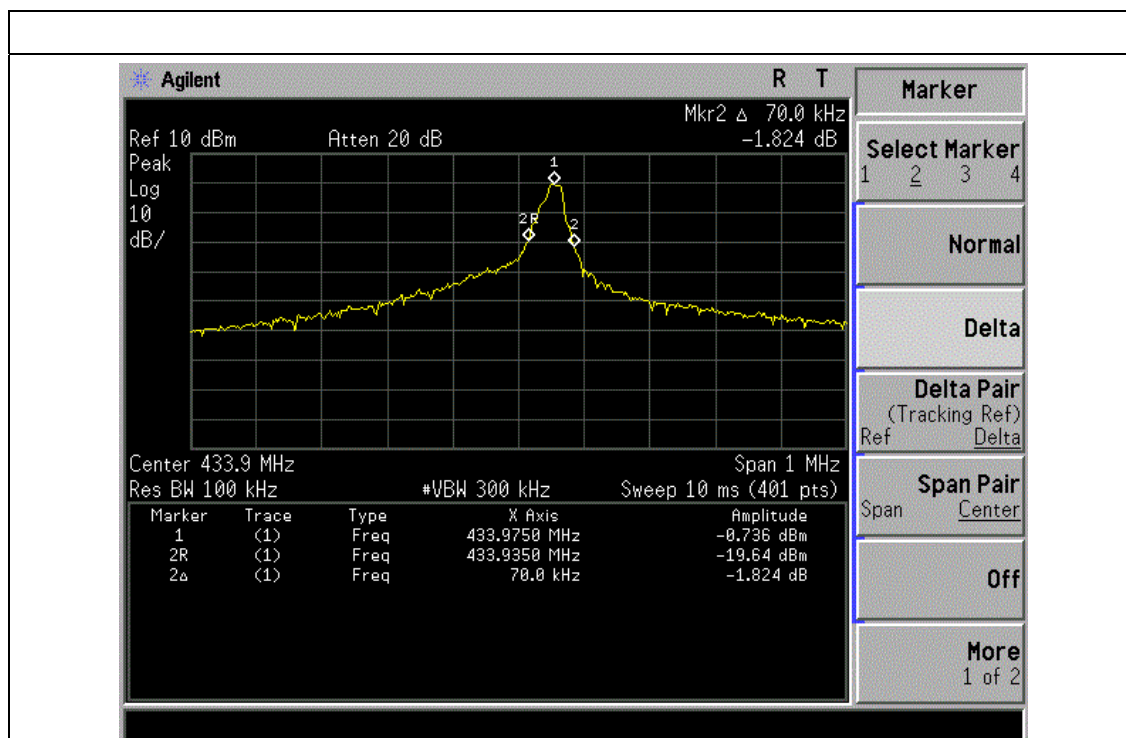 Agilent
R T
Marker
Mkr2 Δ 70.0 kHz
Ref 10 dBm Atten 20 dB -1.824 dB
Peak
Log
10
dB/
1
2R
2
Select Marker
1 2 3 4
Normal
Delta
Delta Pair
(Tracking Ref)
Ref Delta
Span Pair
Span Center
Off
More
1 of 2
Center 433.9 MHz Span 1 MHz
Res BW 100 kHz #VBW 300 kHz Sweep 10 ms (401 pts)
Marker Trace Type X Axis Amplitude
1 (1) Freq 433.9750 MHz -0.736 dBm
2R (1) Freq 433.9350 MHz -19.64 dBm
2Δ (1) Freq 70.0 kHz -1.824 dB